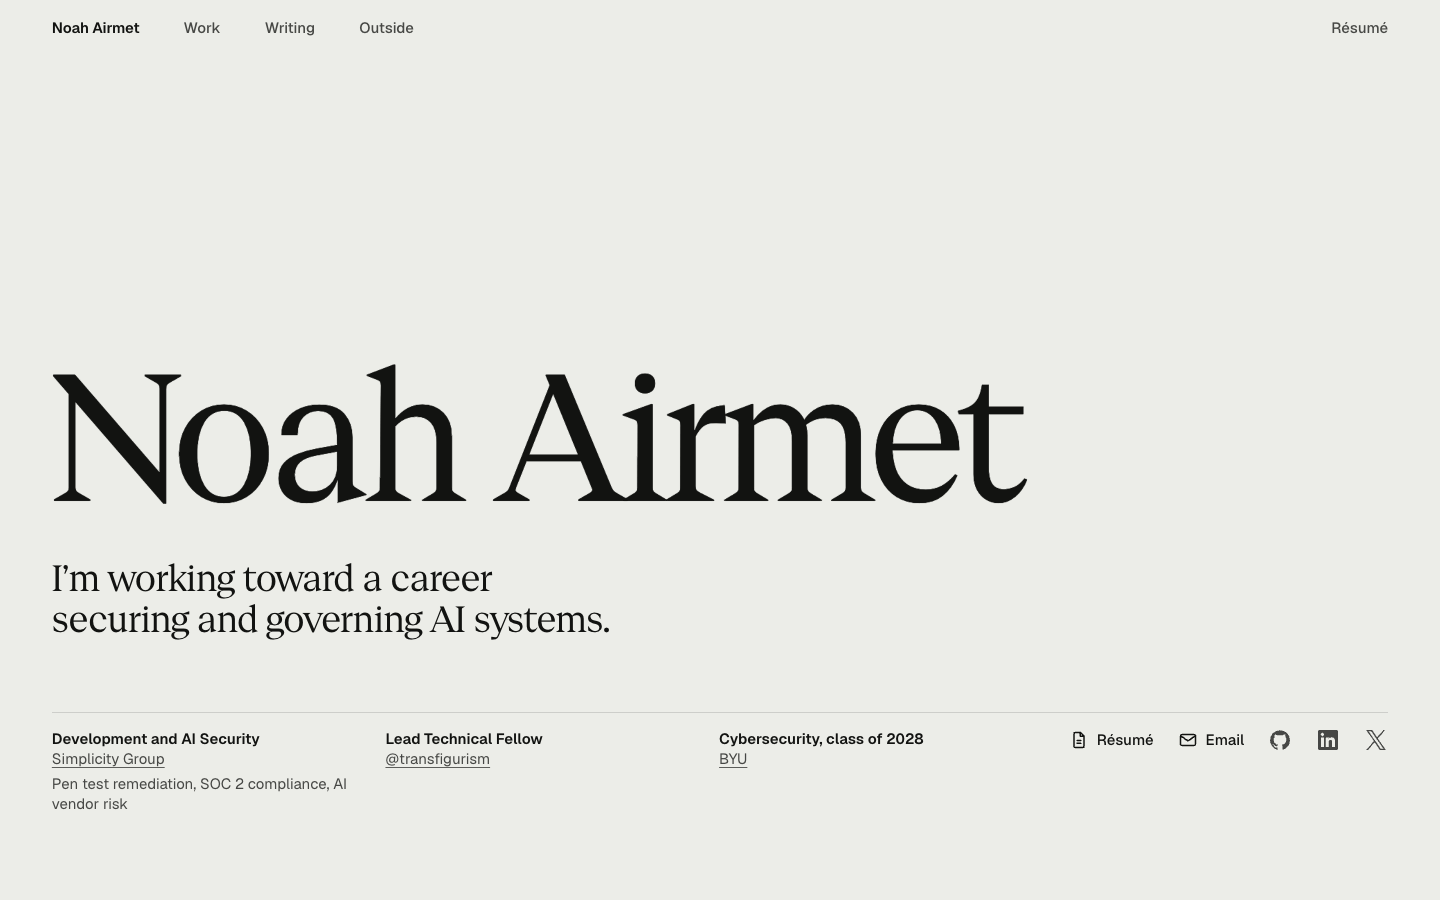 Noah Airmet Work Writing Outside Résumé
Noah Airmet
I’m working toward a career
securing and governing AI systems.
Development and AI Security
Simplicity Group
Pen test remediation, SOC 2 compliance, AI
vendor risk
Lead Technical Fellow
@transfigurism
Cybersecurity, class of 2028
BYU
Résumé Email